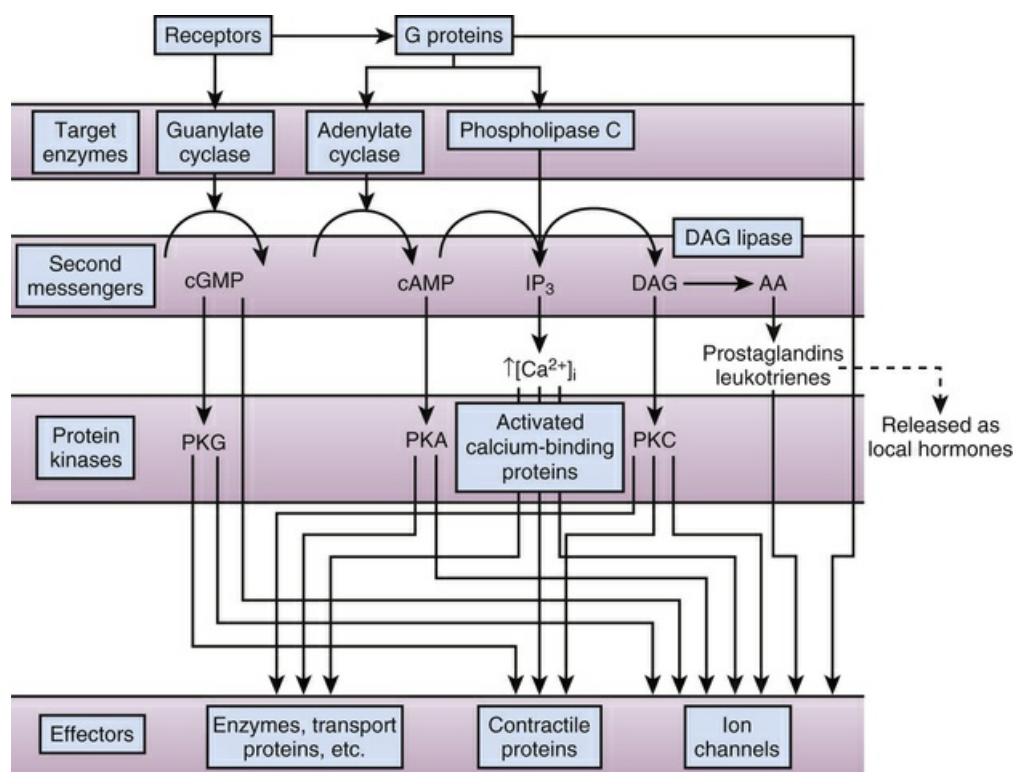 Receptors
G proteins
Target
enzymes
Guanylate
cyclase
Adenylate
cyclase
Phospholipase C
DAG lipase
Second
messengers
cGMP
cAMP
IP₃
DAG
AA
↑[Ca²⁺]ᵢ
Prostaglandins
leukotrienes
Released as
local hormones
Protein
kinases
PKG
PKA
Activated
calcium-binding
proteins
PKC
Effectors
Enzymes, transport
proteins, etc.
Contractile
proteins
Ion
channels